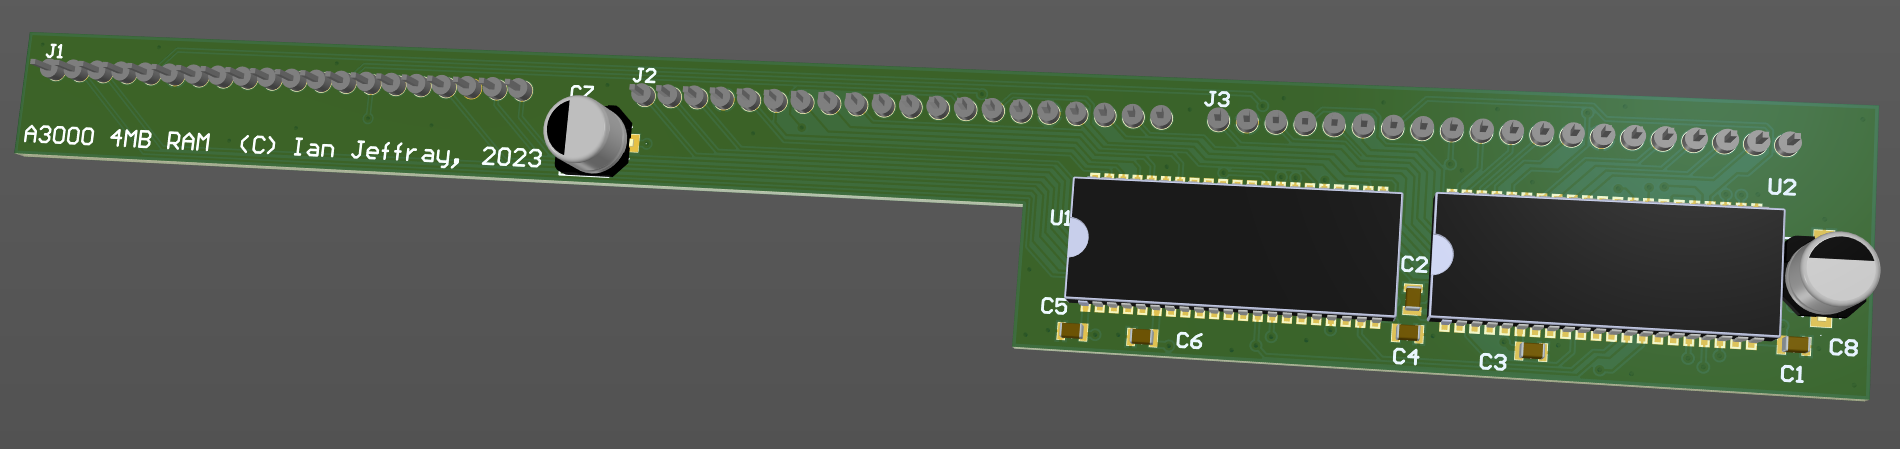 J1
J2
C7
J3
A3000 4MB RAM (C) Ian Jeffray, 2023
U2
U1
C2
C5
C6
C4
C3
C8
C1